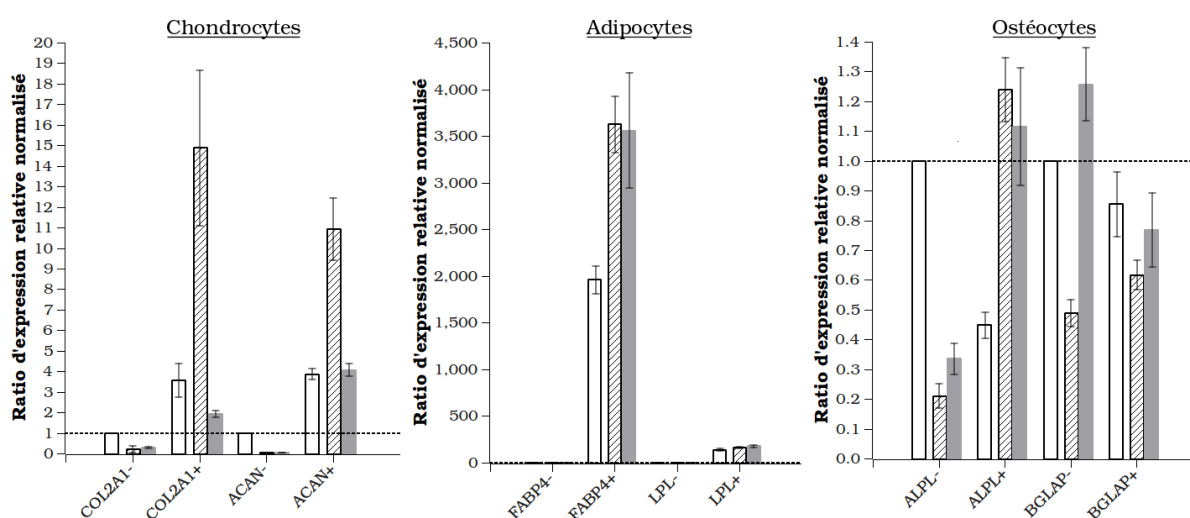 Chondrocytes
Ratio d'expression relative normalisé
20
19
18
17
16
15
14
13
12
11
10
9
8
7
6
5
4
3
2
1
0
COL2A1-
COL2A1+
ACAN-
ACAN+
Adipocytes
Ratio d'expression relative normalisé
4,500
4.000
3,500
3.000
2,500
2,000
1,500
1.000
500
0
FABP4-
FABP4+
LPL-
LPL+
Ostéocytes
Ratio d'expression relative normalisé
1.4
1.3
1.2
1.1
1.0
0.9
0.8
0.7
0.6
0.5
0.4
0.3
0.2
0.1
0.0
ALPL-
ALPL+
BGLAP-
BGLAP+